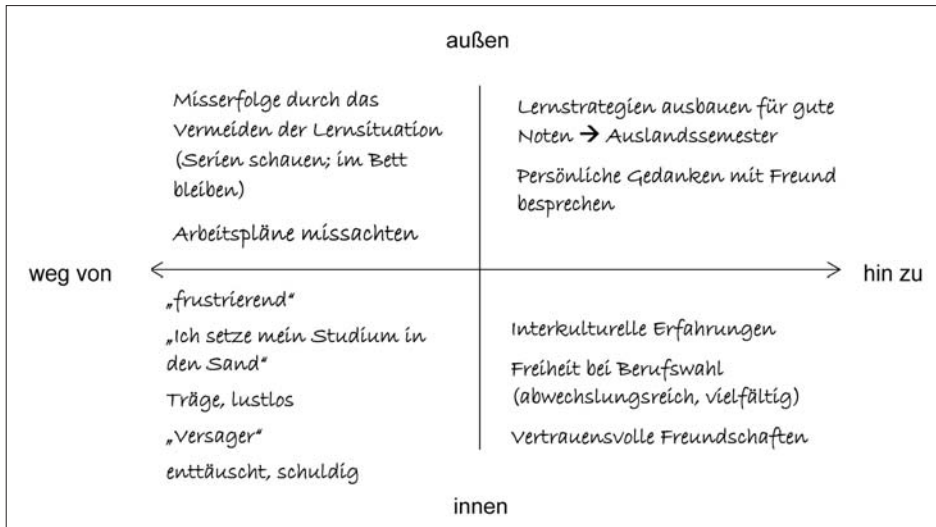 außen
Misserfolge durch das
Vermeiden der Lernsituation
(Serien schauen; im Bett
bleiben)
Arbeitspläne missachten
Lernstrategien ausbauen für gute
Noten → Auslandssemester
Persönliche Gedanken mit Freund
besprechen
weg von
hin zu
„frustrierend“
„Ich setze mein Studium in
den Sand“
Träge, lustlos
„Versager“
enttäuscht, schuldig
Interkulturelle Erfahrungen
Freiheit bei Berufswahl
(abwechslungsreich, vielfältig)
Vertrauensvolle Freundschaften
innen